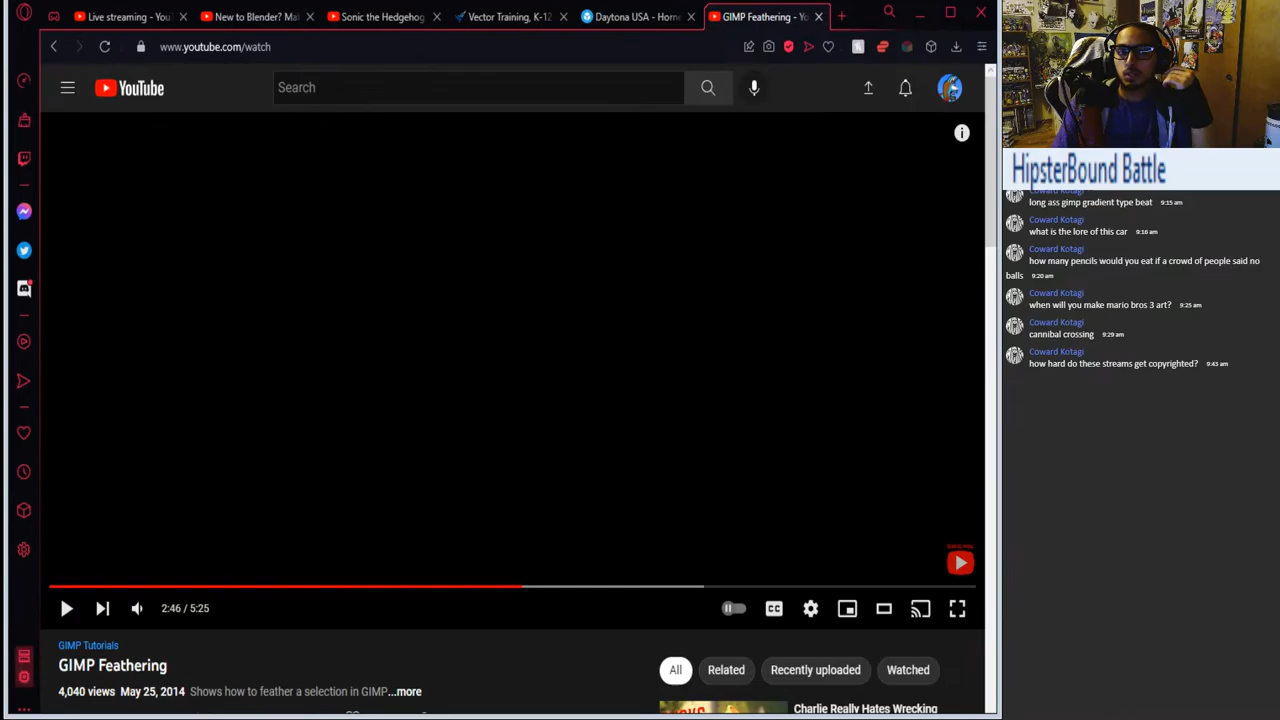 Live streaming - You
New to Blender? Mak
Sonic the Hedgehog
Vector Training, K-12
Daytona USA - Horne
GIMP Feathering - Yo
www.youtube.com/watch
YouTube
Search
HipsterBound Battle
Coward Kotagi
long ass gimp gradient type beat 9:15 am
Coward Kotagi
what is the lore of this car 9:16 am
Coward Kotagi
how many pencils would you eat if a crowd of people said no
balls 9:20 am
Coward Kotagi
when will you make mario bros 3 art? 9:25 am
Coward Kotagi
cannibal crossing 9:29 am
Coward Kotagi
how hard do these streams get copyrighted? 9:43 am
2:46 / 5:25
CC
GIMP Tutorials
GIMP Feathering
4,040 views May 25, 2014 Shows how to feather a selection in GIMP...more
All
Related
Recently uploaded
Watched
Charlie Really Hates Wrecking